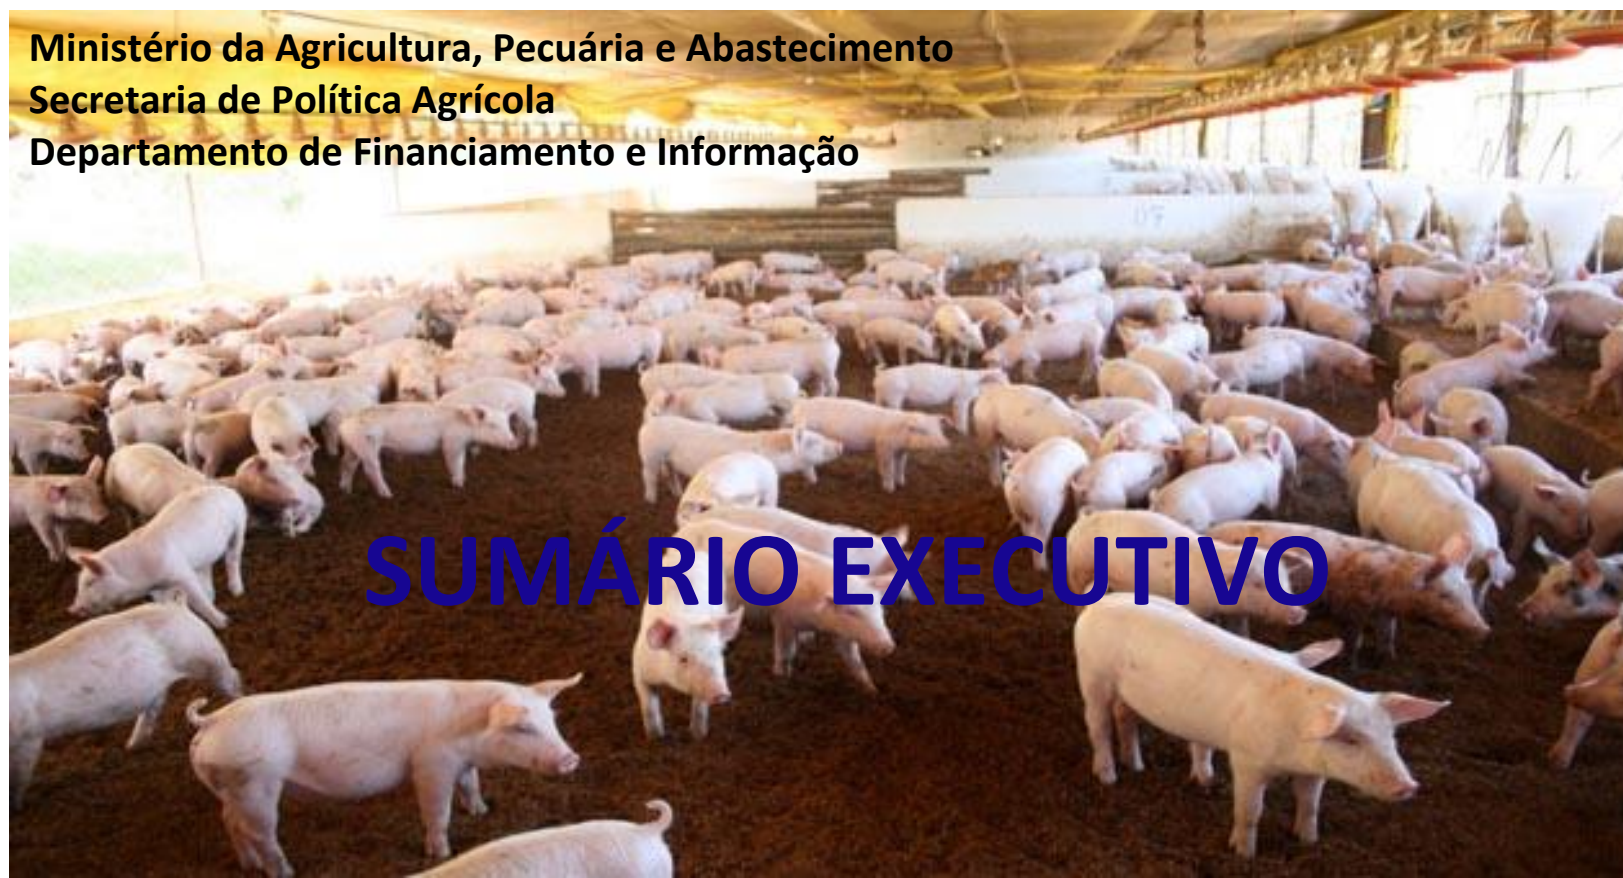 Ministério da Agricultura, Pecuária e Abastecimento
Secretaria de Política Agrícola
Departamento de Financiamento e Informação
SUMÁRIO EXECUTIVO